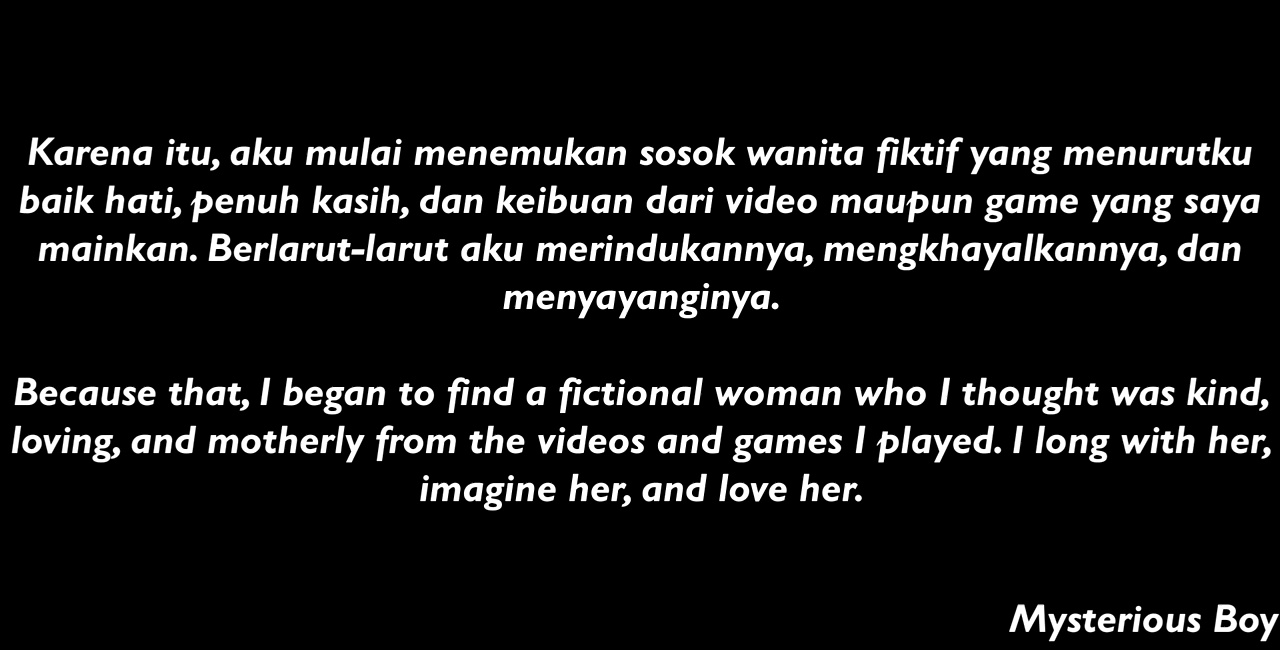 Karena itu, aku mulai menemukan sosok wanita fiktif yang menurutku
baik hati, penuh kasih, dan keibuan dari video maupun game yang saya
mainkan. Berlarut-larut aku merindukannya, mengkhayalkannya, dan
menyayanginya.
Because that, I began to find a fictional woman who I thought was kind,
loving, and motherly from the videos and games I played. I long with her,
imagine her, and love her.
Mysterious Boy